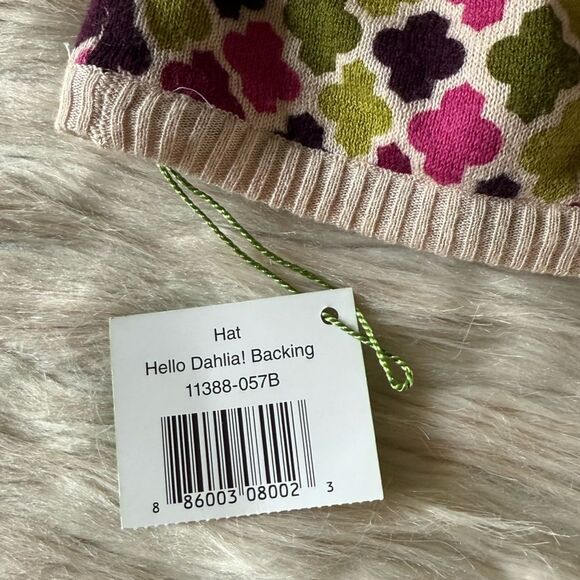 Hat
Hello Dahlia! Backing
11388-057B
8 86003 08002 3